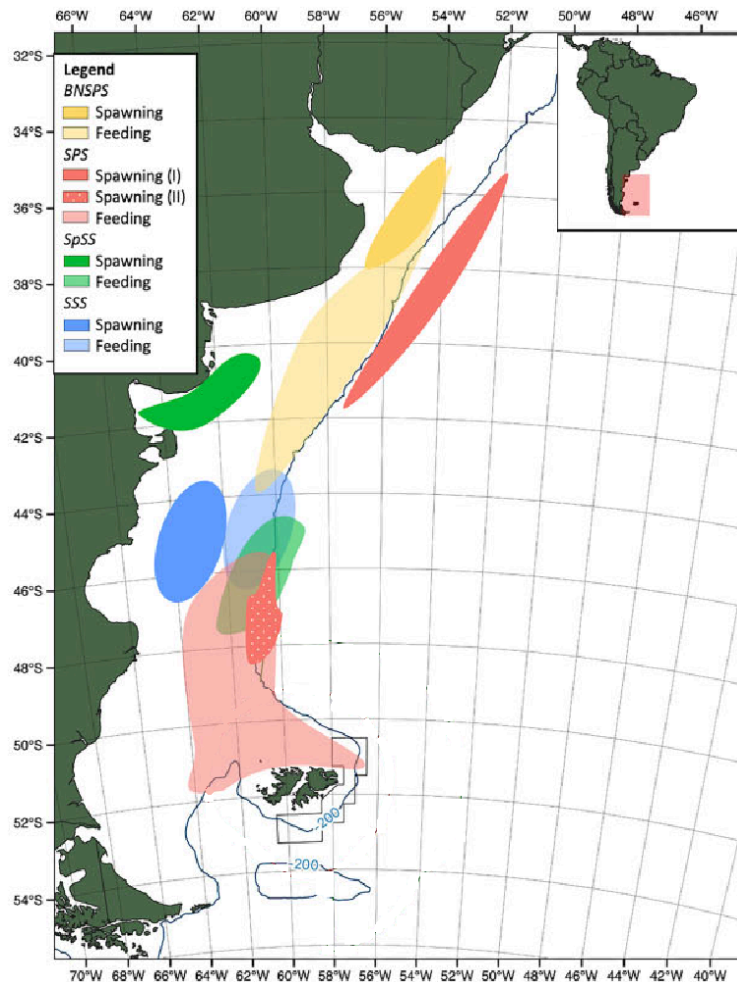 66°W 64°W 62°W 60°W 58°W 56°W 54°W 52°W 50°W 48°W
32°S
34°S
36°S
38°S
40°S
42°S
44°S
46°S
48°S
50°S
52°S
54°S
Legend
BNSPS
Spawning
Feeding
SPS
Spawning (I)
Spawning (II)
Feeding
SpSS
Spawning
Feeding
SSS
Spawning
Feeding
-200
-200
70°W 68°W 66°W 64°W 62°W 60°W 58°W 56°W 54°W 52°W 50°W 48°W 46°W 44°W 42°W 40°W